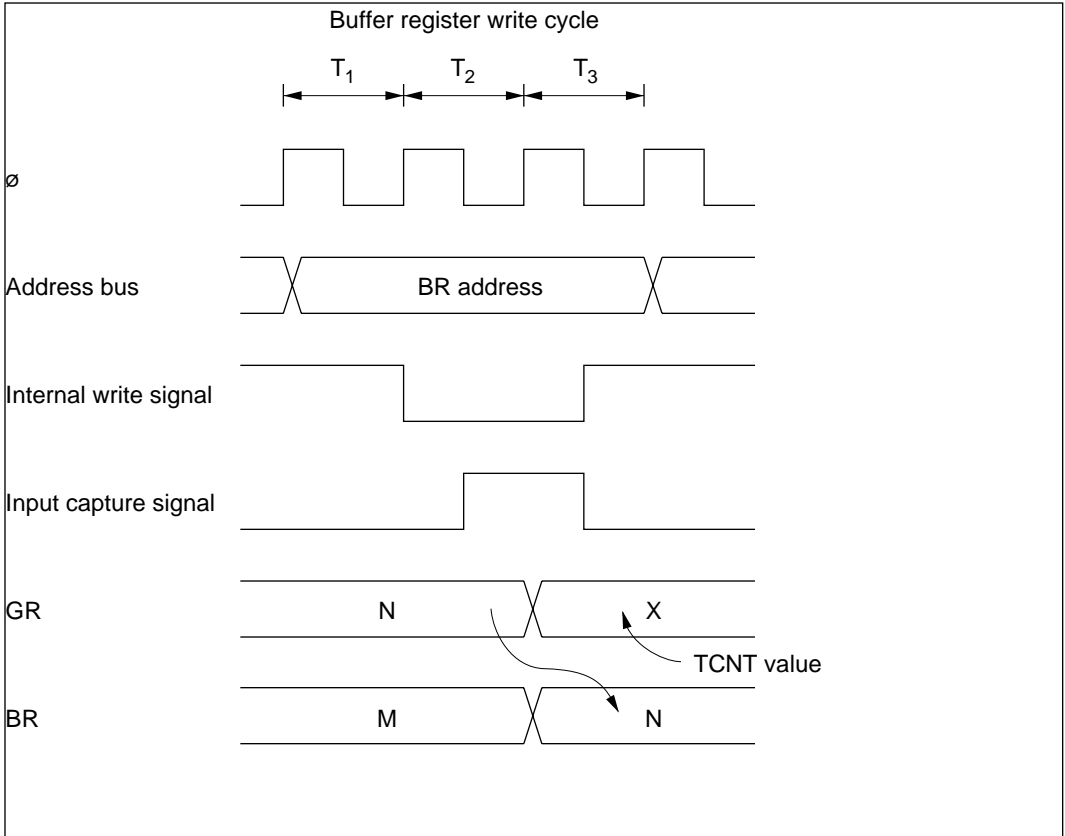 Buffer register write cycle
T1 T2 T3
ø
Address bus BR address
Internal write signal
Input capture signal
GR N X
TCNT value
BR M N